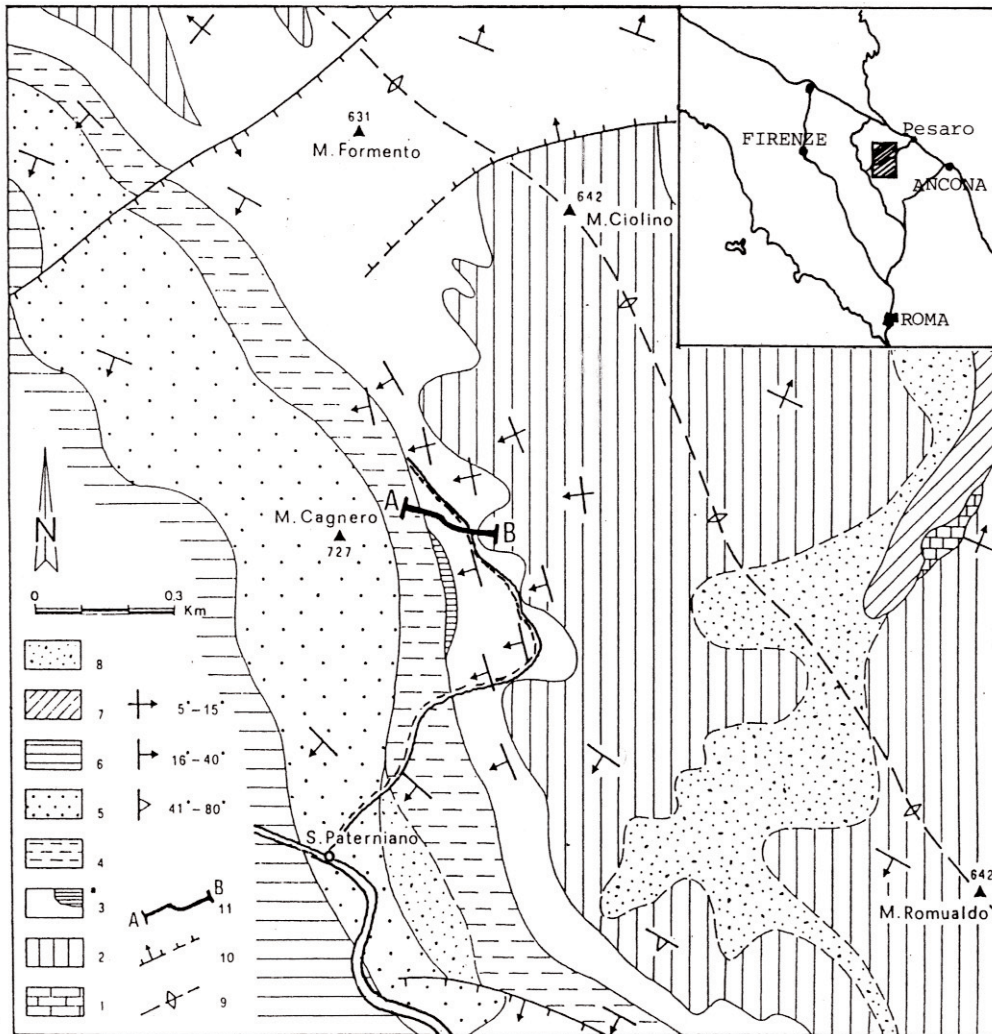 631
M. Formento
642
M. Ciolino
FIRENZE
Pesaro
ANCONA
ROMA
N
0 0.3
Km
M. Cagnero
727
A
B
8
7 5°–15°
6 16°–40°
5 41°–80°
4
3
A B 11
2 10
1 9
S. Paterniano
642
M. Romualdo